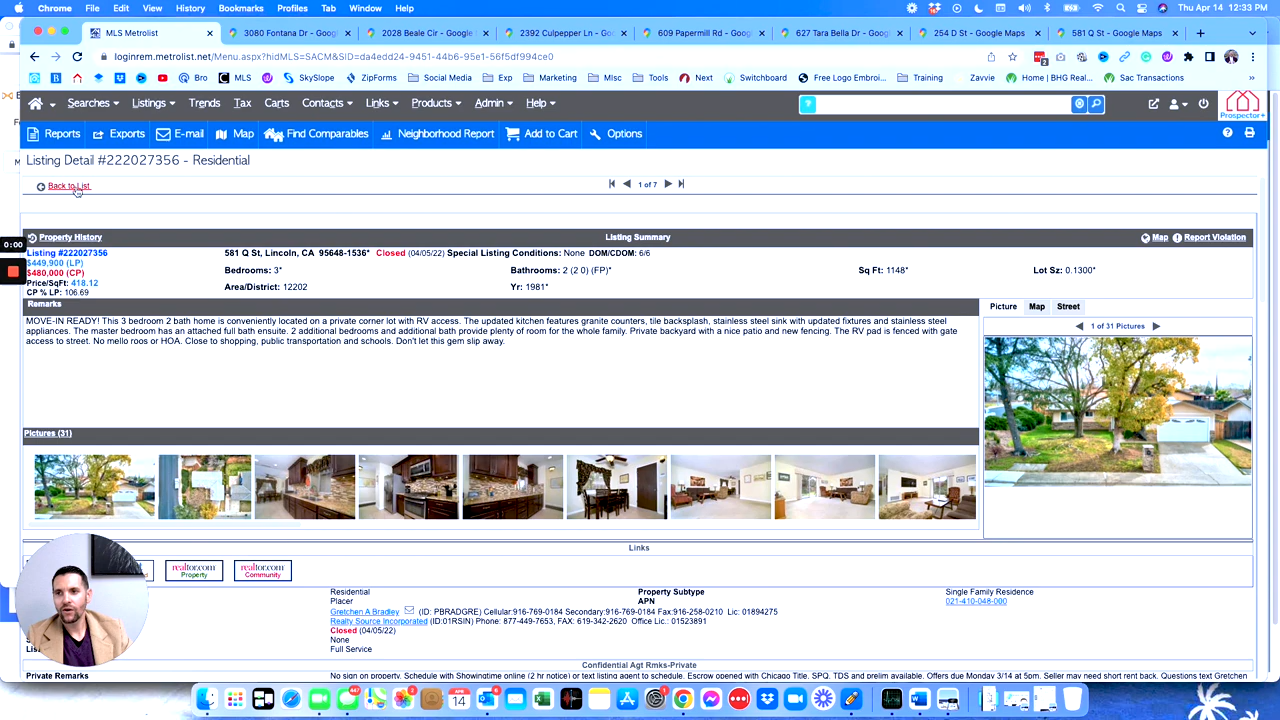 Chrome File Edit View History Bookmarks Profiles Tab Window Help Thu Apr 14 12:33 PM
MLS Metrolist 3080 Fontana Dr - Goo 2028 Beale Cir - Google 2392 Culpepper Ln - Goo 609 Papermill Rd - Google 627 Tara Bella Dr - Google 254 D St - Google Maps 581 Q St - Google Maps
loginrem.metrolist.net/Menu.aspx?hidMLS=SACM&SID=da4edd24-9451-44b6-95e1-56f5df994ce0
Bro MLS SkySlope ZipForms Social Media Exp Marketing Misc Tools Next Switchboard Free Logo Embroi... Training Zavvie Home | BHG Real... Sac Transactions
Searches Listings Trends Tax Carts Contacts Links Products Admin Help
Prospector+
Reports Exports E-mail Map Find Comparables Neighborhood Report Add to Cart Options
Listing Detail #222027356 - Residential
Back to List 1 of 7
0:00
Property History Listing Summary Map Report Violation
Listing #222027356 581 Q St, Lincoln, CA 95648-1536* Closed (04/05/22) Special Listing Conditions: None DOM/CDOM: 6/6
$449,900 (LP)
$480,000 (CP) Bedrooms: 3* Bathrooms: 2 (2 0) (FP)* Sq Ft: 1148* Lot Sz: 0.1300*
Price/SqFt: 418.12 Area/District: 12202 Yr: 1981*
CP % LP: 106.69
Remarks Picture Map Street
MOVE-IN READY! This 3 bedroom 2 bath home is conveniently located on a private corner lot with RV access. The updated kitchen features granite counters, tile backsplash, stainless steel sink with updated fixtures and stainless steel
appliances. The master bedroom has an attached full bath ensuite. 2 additional bedrooms and additional bath provide plenty of room for the whole family. Private backyard with a nice patio and new fencing. The RV pad is fenced with gate
access to street. No mello roos or HOA. Close to shopping, public transportation and schools. Don't let this gem slip away.
1 of 31 Pictures
Pictures (31)
Links
realtor.com Property realtor.com Community
Residential Property Subtype Single Family Residence
Placer APN 021-410-048-000
Gretchen A Bradley (ID: PBRADGRE) Cellular:916-769-0184 Secondary:916-769-0184 Fax:916-258-0210 Lic: 01894275
Realty Source Incorporated (ID:01RSIN) Phone: 877-449-7653, FAX: 619-342-2620 Office Lic.: 01523891
Closed (04/05/22)
None
Full Service
Confidential Agt Rmks-Private
Private Remarks No sign on property. Schedule with Showingtime online (2 hr notice) or text listing agent to schedule. Escrow opened with Chicago Title. SPQ, TDS and prelim available. Offers due Monday 3/14 at 5pm. Seller may need short rent back. Questions text Gretchen